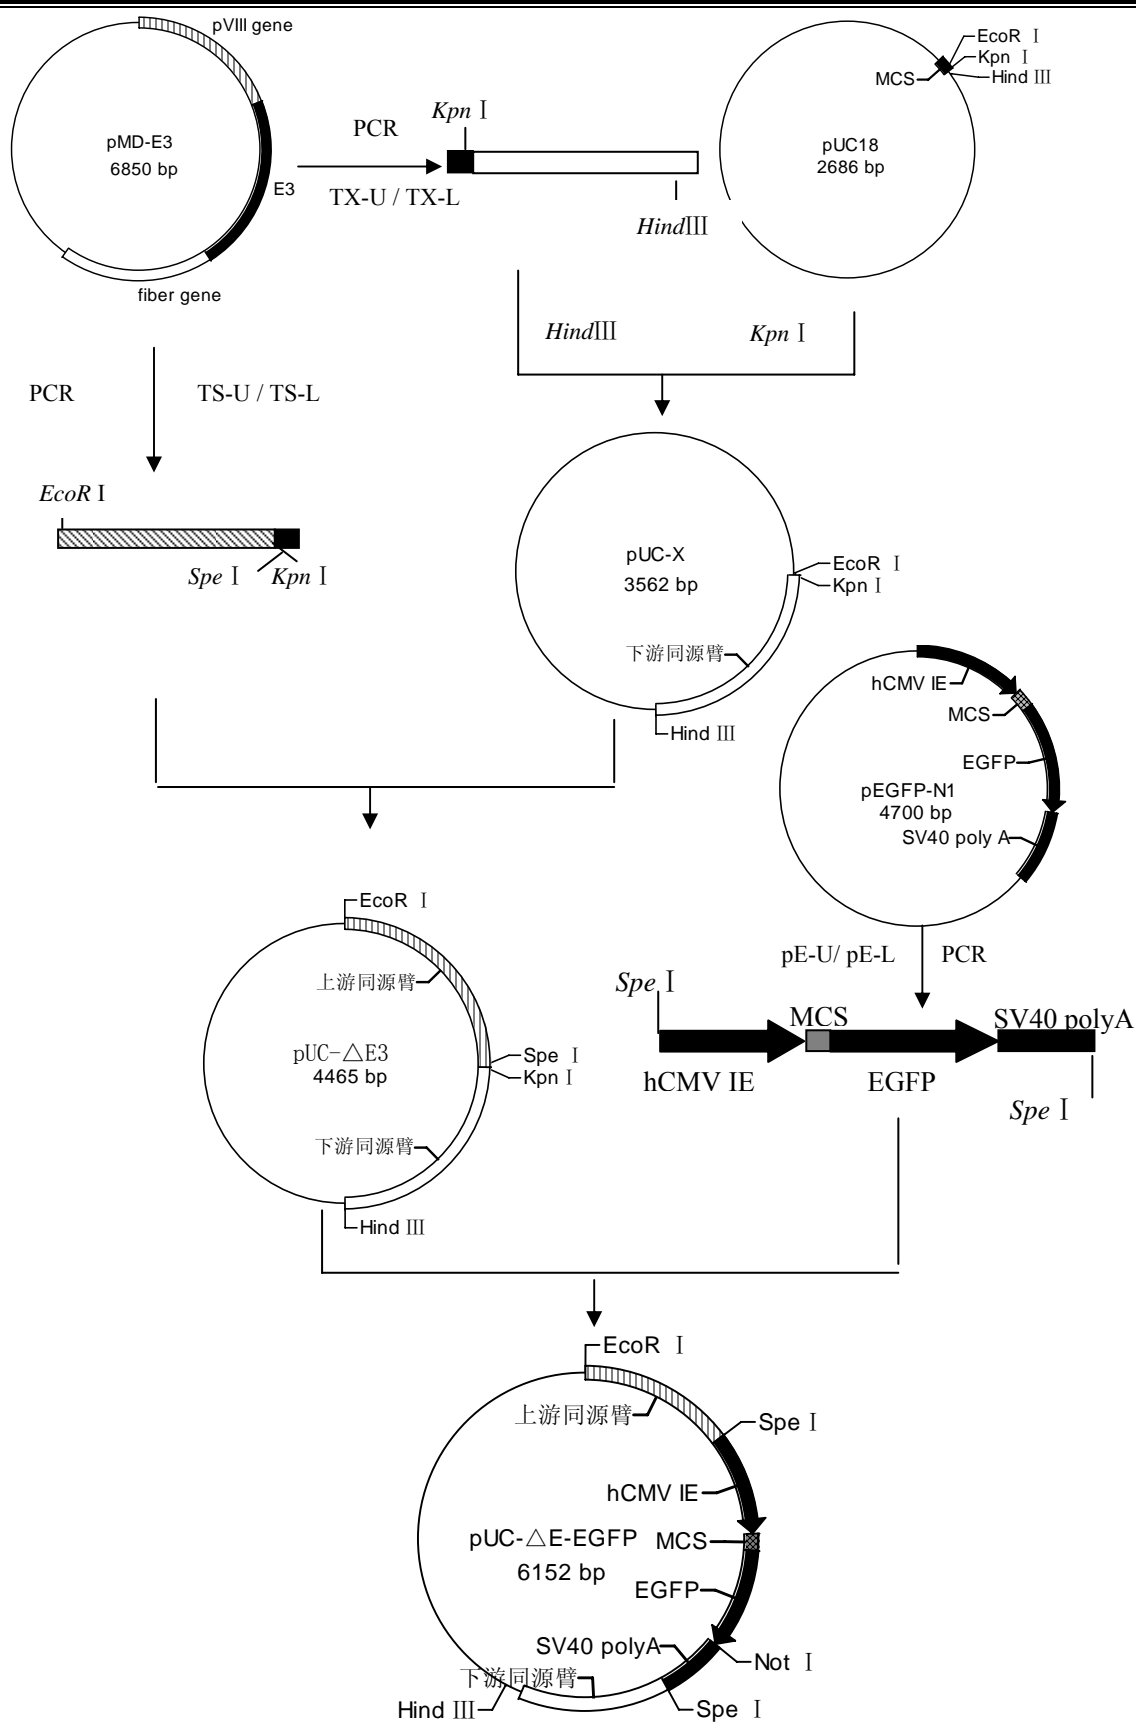 pVIII gene
pMD-E3
6850 bp
E3
fiber gene
PCR
TX-U / TX-L
Kpn Ⅰ
HindⅢ
EcoR Ⅰ
Kpn Ⅰ
Hind Ⅲ
MCS
pUC18
2686 bp
HindⅢ
Kpn Ⅰ
PCR
TS-U / TS-L
EcoR I
Spe Ⅰ
Kpn Ⅰ
pUC-X
3562 bp
EcoR Ⅰ
Kpn Ⅰ
下游同源臂
Hind Ⅲ
hCMV IE
MCS
EGFP
pEGFP-N1
4700 bp
SV40 poly A
pE-U/ pE-L
PCR
EcoR Ⅰ
上游同源臂
pUC-△E3
4465 bp
Spe Ⅰ
Kpn Ⅰ
下游同源臂
Hind Ⅲ
Spe Ⅰ
MCS
SV40 polyA
hCMV IE
EGFP
Spe Ⅰ
EcoR Ⅰ
上游同源臂
Spe Ⅰ
hCMV IE
pUC-△E-EGFP
6152 bp
MCS
EGFP
SV40 polyA
Not Ⅰ
下游同源臂
Hind Ⅲ
Spe Ⅰ